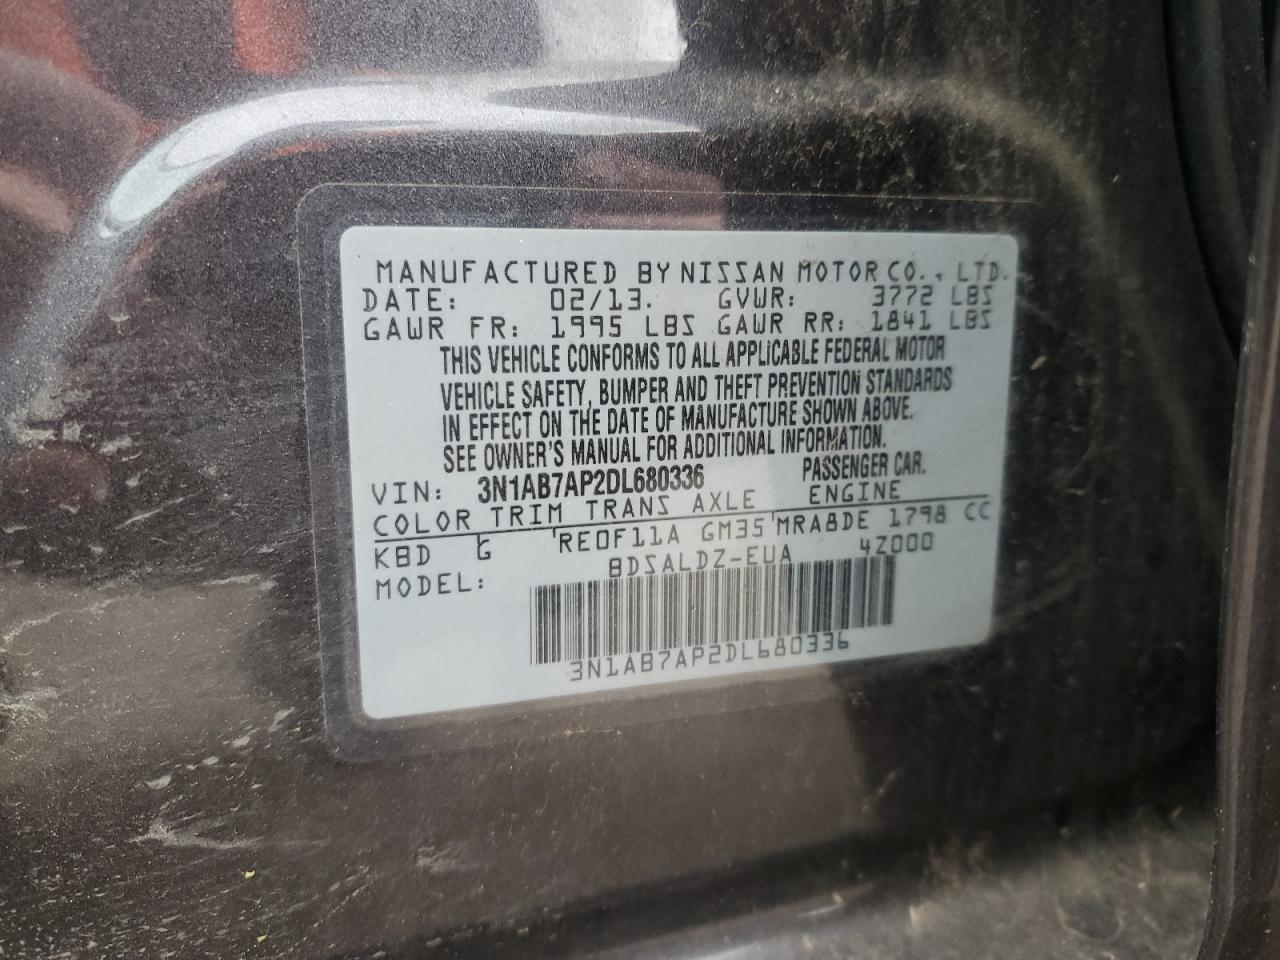 MANUFACTURED BY NISSAN MOTOR CO., LTD.
DATE: 02/13. GVWR: 3772 LBS
GAWR FR: 1995 LBS GAWR RR: 1841 LBS
THIS VEHICLE CONFORMS TO ALL APPLICABLE FEDERAL MOTOR
VEHICLE SAFETY, BUMPER AND THEFT PREVENTION STANDARDS
IN EFFECT ON THE DATE OF MANUFACTURE SHOWN ABOVE.
SEE OWNER'S MANUAL FOR ADDITIONAL INFORMATION.
VIN: 3N1AB7AP2DL680336 PASSENGER CAR.
COLOR TRIM TRANS AXLE ENGINE
KBD G RE0F11A GM35 MRA8DE 1798 CC
MODEL: BDSALDZ-EUA 4Z000
3N1AB7AP2DL680336